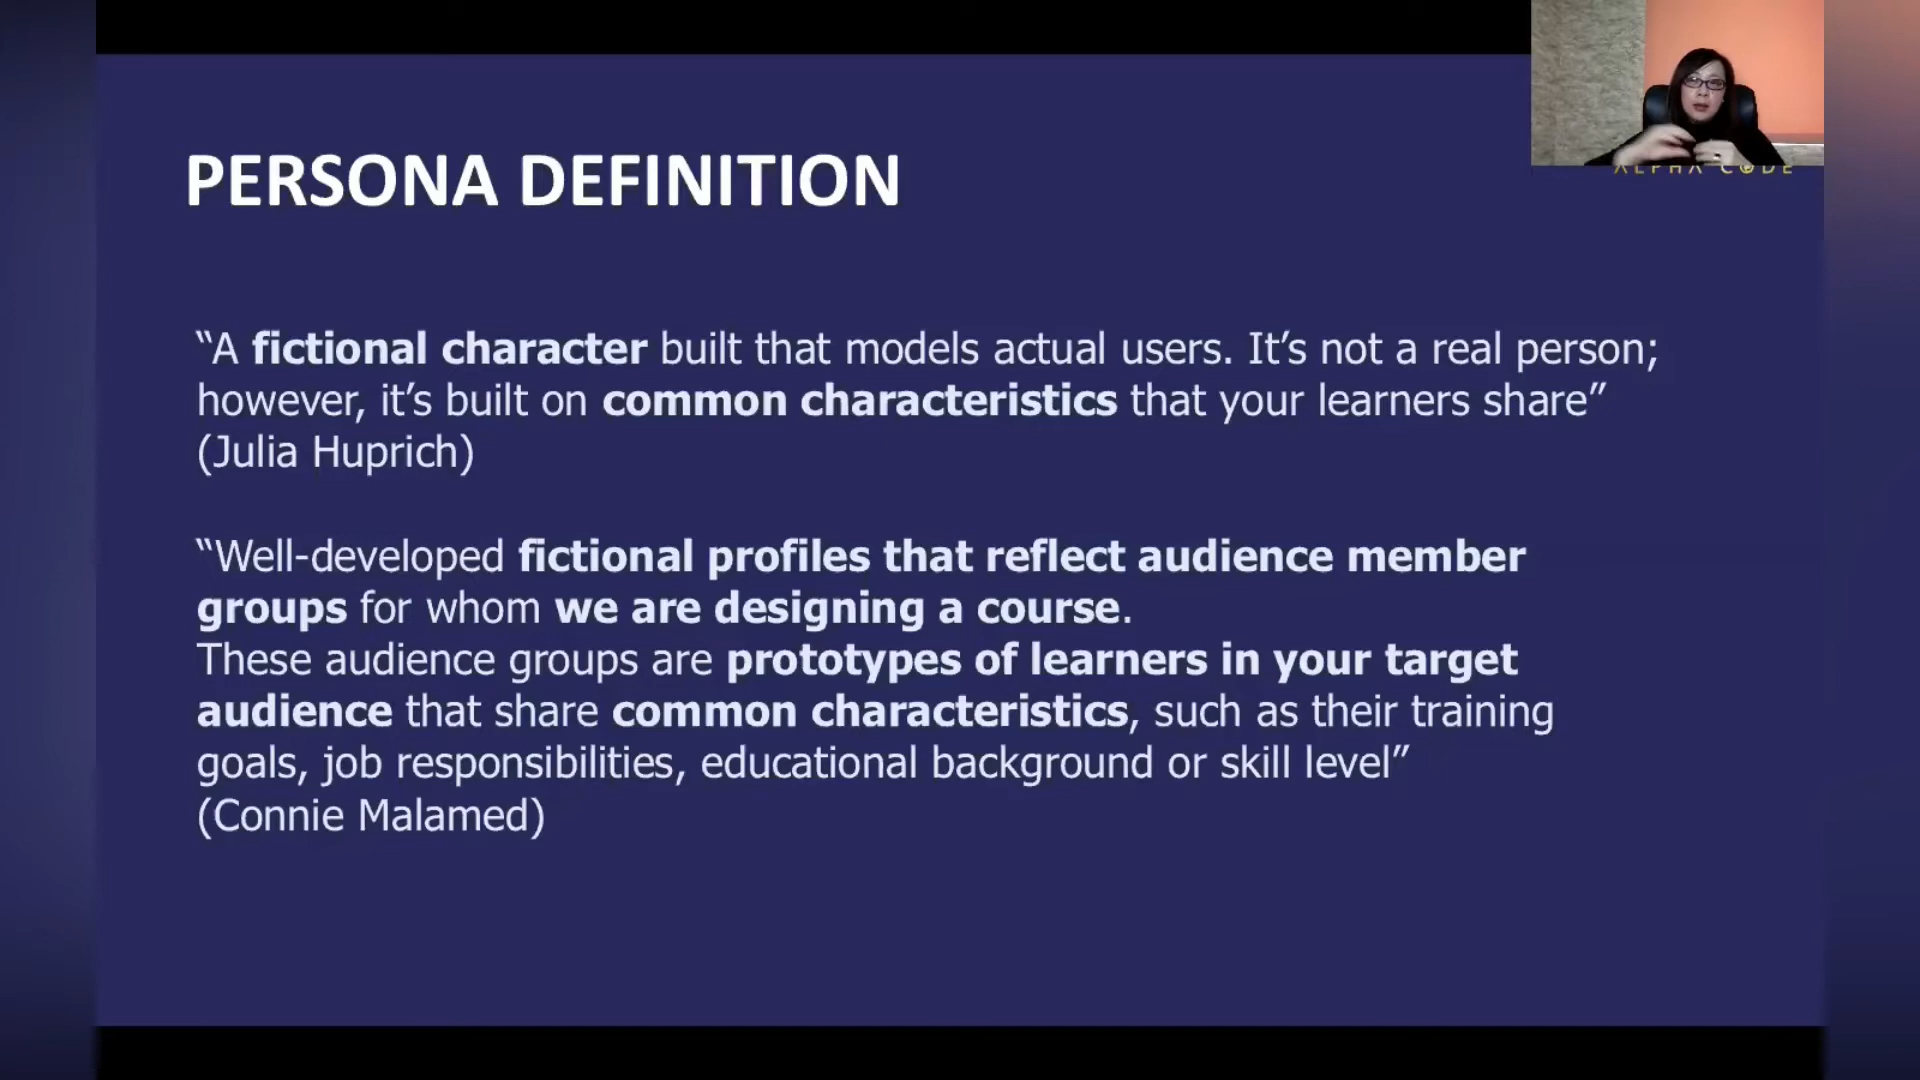 ALPHA CODE
PERSONA DEFINITION
“A fictional character built that models actual users. It’s not a real person;
however, it’s built on common characteristics that your learners share”
(Julia Huprich)
“Well-developed fictional profiles that reflect audience member
groups for whom we are designing a course.
These audience groups are prototypes of learners in your target
audience that share common characteristics, such as their training
goals, job responsibilities, educational background or skill level”
(Connie Malamed)